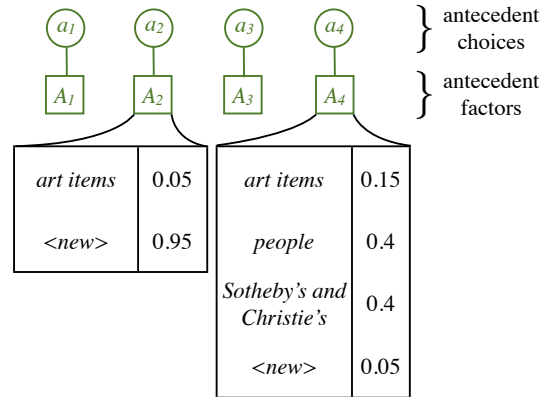 a1 a2 a3 a4 antecedent
choices
A1 A2 A3 A4 antecedent
factors
art items 0.05
<new> 0.95
art items 0.15
people 0.4
Sotheby's and
Christie's 0.4
<new> 0.05